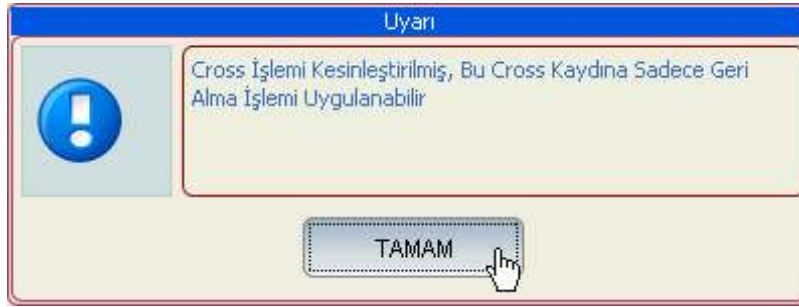 Uyarı
Cross İşlemi Kesinleştirilmiş, Bu Cross Kaydına Sadece Geri
Alma İşlemi Uygulanabilir
TAMAM